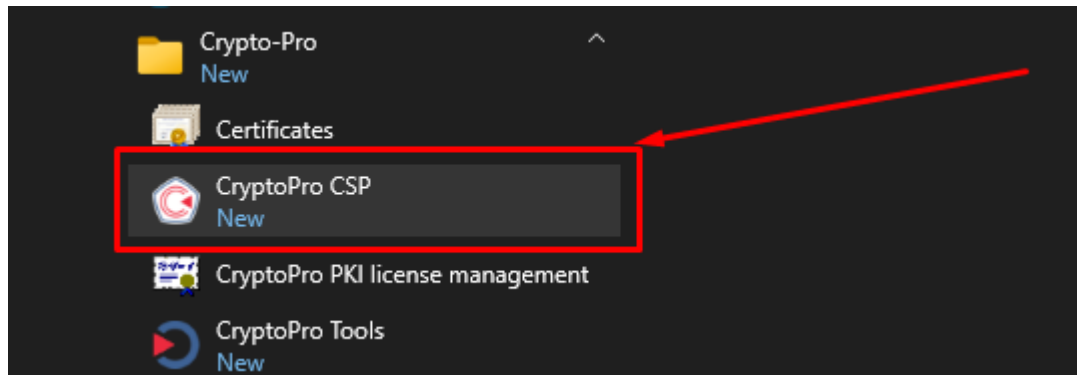 Crypto-Pro
New
Certificates
CryptoPro CSP
New
CryptoPro PKI license management
CryptoPro Tools
New